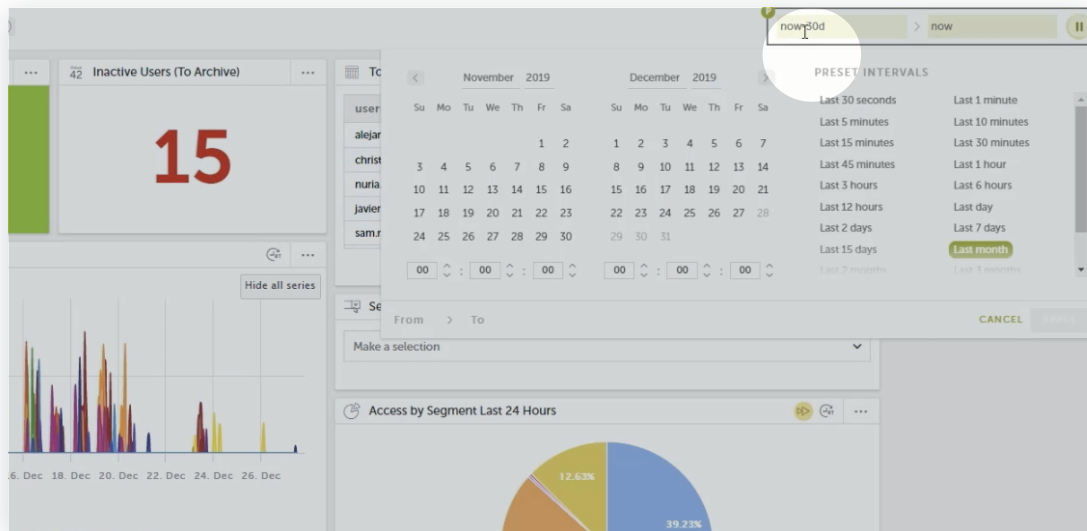 P
now-30d > now
42 Inactive Users (To Archive) ...
To
15
user
alejar
christ
nuria.
javier
sam.r
November 2019
Su Mo Tu We Th Fr Sa
1 2
3 4 5 6 7 8 9
10 11 12 13 14 15 16
17 18 19 20 21 22 23
24 25 26 27 28 29 30
00 : 00 : 00
December 2019
Su Mo Tu We Th Fr Sa
1 2 3 4 5 6 7
8 9 10 11 12 13 14
15 16 17 18 19 20 21
22 23 24 25 26 27 28
29 30 31
00 : 00 : 00
PRESET INTERVALS
Last 30 seconds Last 1 minute
Last 5 minutes Last 10 minutes
Last 15 minutes Last 30 minutes
Last 45 minutes Last 1 hour
Last 3 hours Last 6 hours
Last 12 hours Last day
Last 2 days Last 7 days
Last 15 days Last month
Last 2 months Last 3 months
From > To
CANCEL
Hide all series
6. Dec 18. Dec 20. Dec 22. Dec 24. Dec 26. Dec
Se
Make a selection
Access by Segment Last 24 Hours
12.63%
39.23%